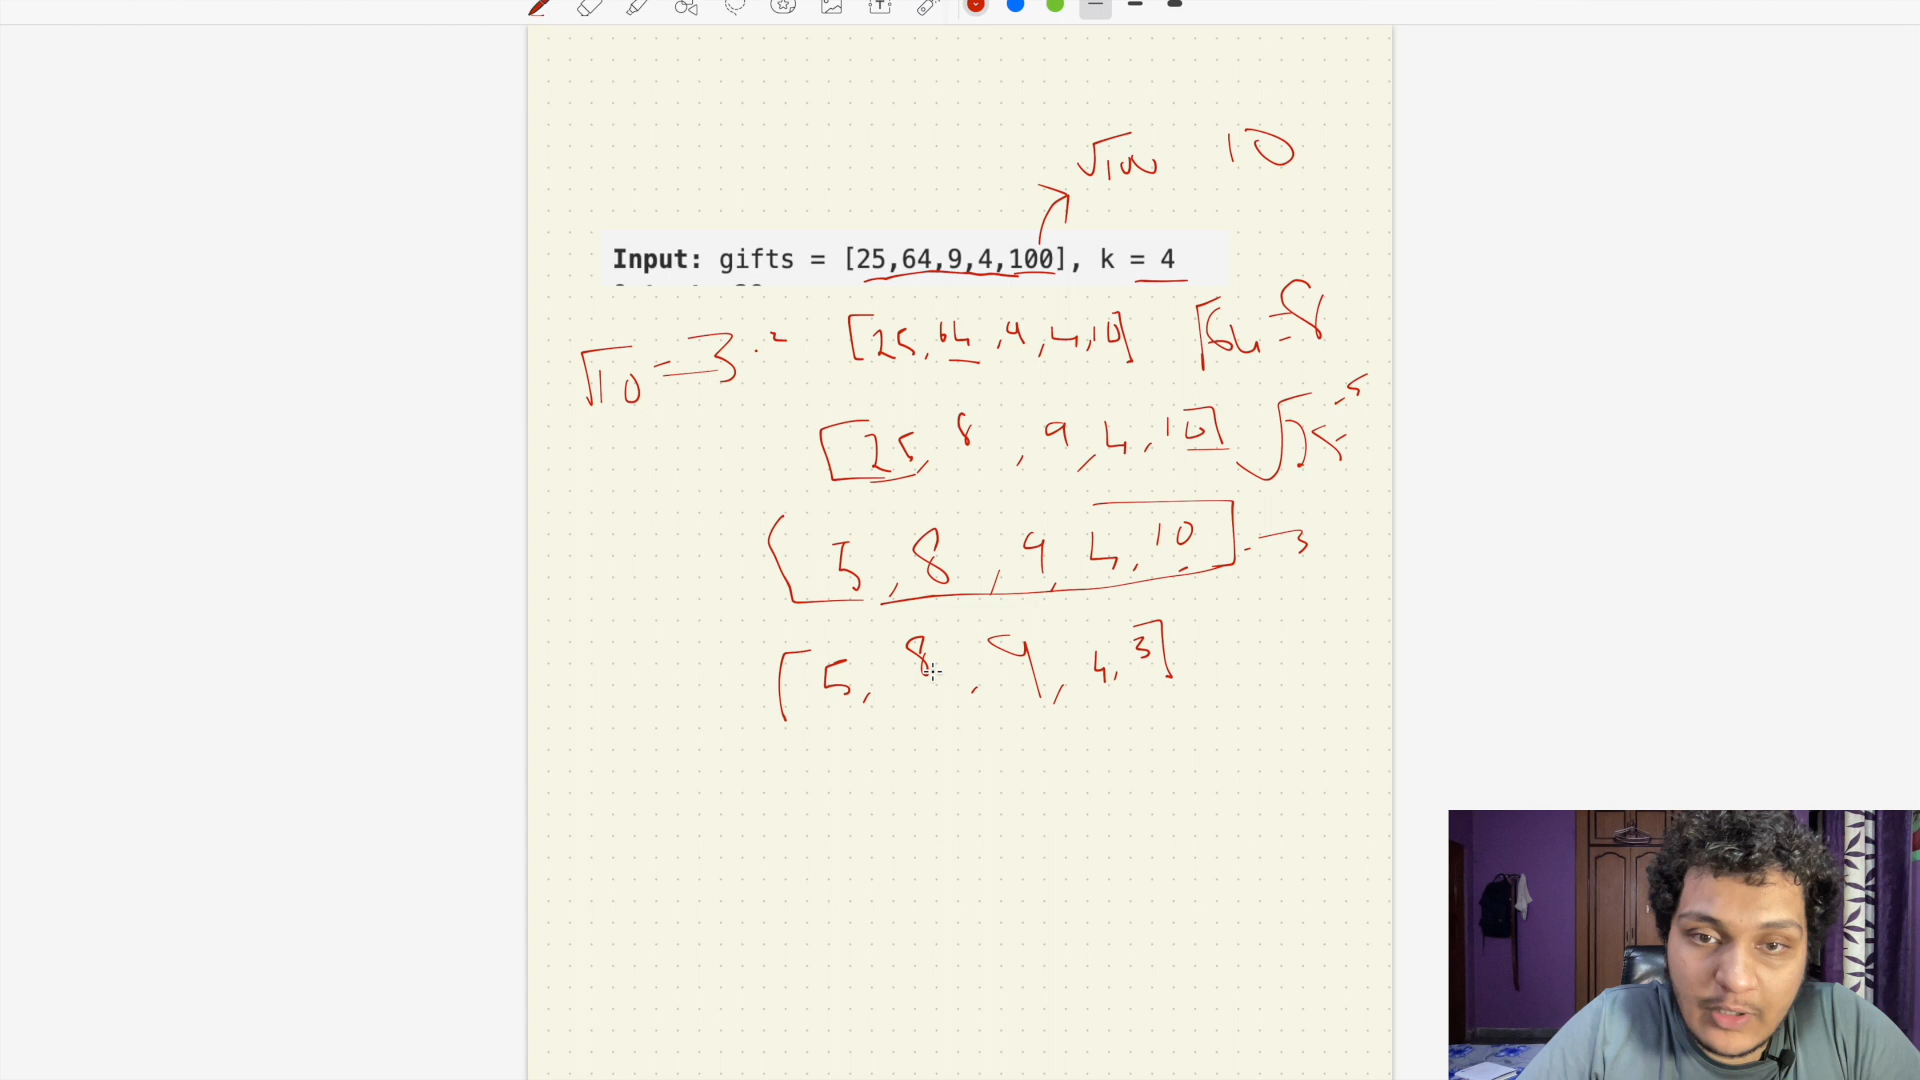 √100 10
Input: gifts = [25,64,9,4,100], k = 4
√10 = 3.2 [25, 64, 9, 4, 10] √64 = 8
[25, 8, 9, 4, 10] √25 - 5
[5, 8, 9 4, 10] - 3
[5, 8, 9, 4, 3]